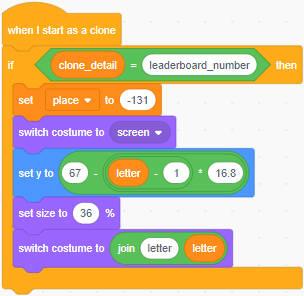 when I start as a clone
if clone_detail = leaderboard_number then
set place to -131
switch costume to screen
set y to 67 - letter - 1 * 16.8
set size to 36 %
switch costume to join letter letter